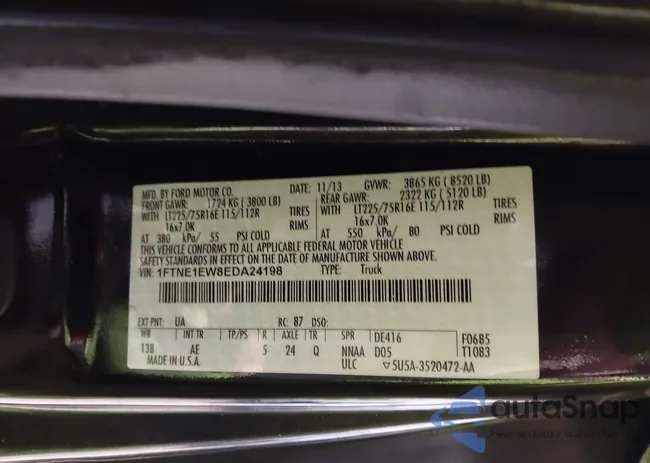 MFD. BY FORD MOTOR CO. DATE: 11/13 GVWR: 3865 KG ( 8520 LB)
FRONT GAWR: 1724 KG ( 3800 LB) REAR GAWR: 2322 KG ( 5120 LB)
WITH LT225/75R16E 115/112R TIRES WITH LT225/75R16E 115/112R TIRES
16x7.0K RIMS 16x7.0K RIMS
AT 380 kPa/ 55 PSI COLD AT 550 kPa/ 80 PSI COLD
THIS VEHICLE CONFORMS TO ALL APPLICABLE FEDERAL MOTOR VEHICLE
SAFETY STANDARDS IN EFFECT ON THE DATE OF MANUFACTURE SHOWN ABOVE.
VIN: 1FTNE1EW8EDA24198 TYPE: Truck
EXT PNT: UA RC: 87 DSO:
WB INT TR TP/PS R AXLE TR SPR DE416 F0685
138 AE 5 24 Q NNAA D05 T1083
MADE IN U.S.A. ULC ▽5U5A-3520472-AA
autoSnap